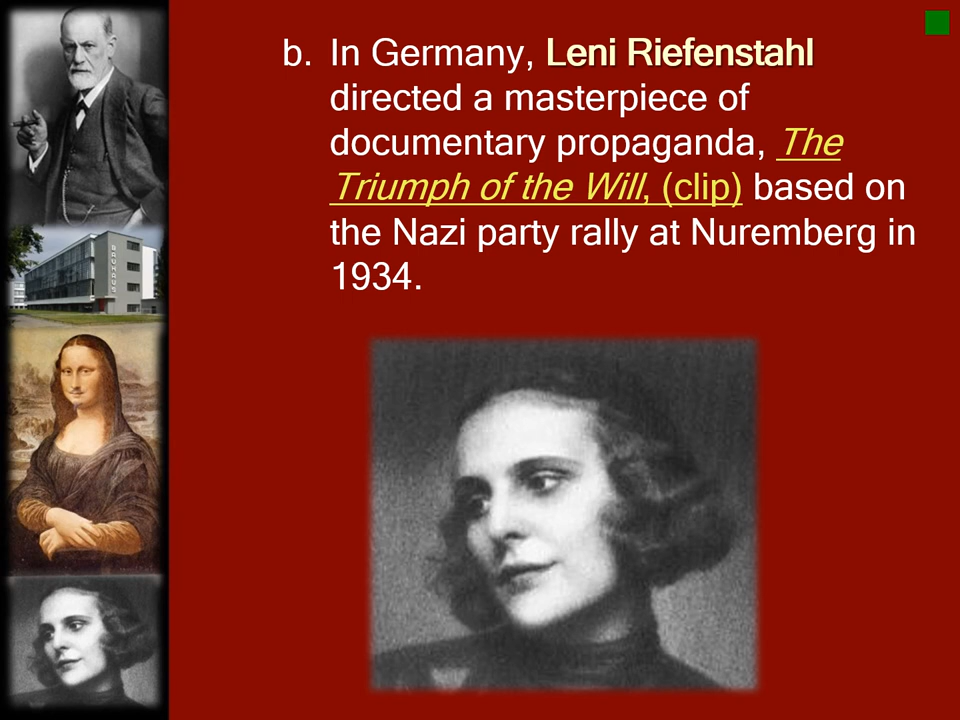 b. In Germany, Leni Riefenstahl
directed a masterpiece of
documentary propaganda, The
Triumph of the Will, (clip) based on
the Nazi party rally at Nuremberg in
1934.
BAUHAUS